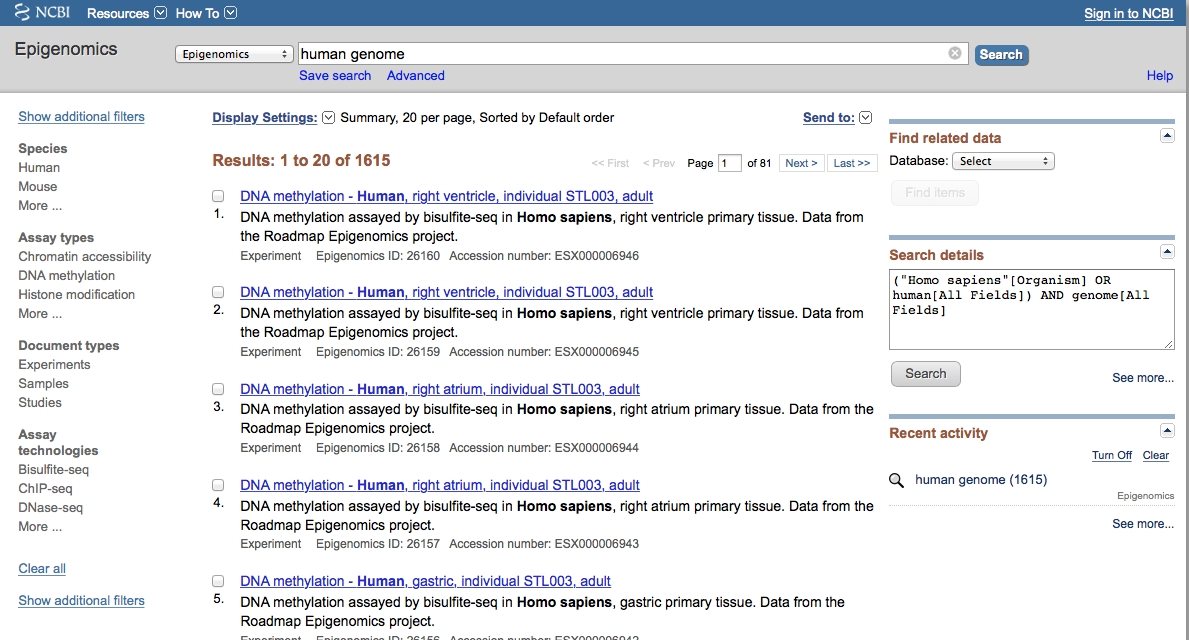 NCBI Resources How To Sign in to NCBI
Epigenomics Epigenomics human genome Search
Save search Advanced Help
Show additional filters
Species
Human
Mouse
More ...
Assay types
Chromatin accessibility
DNA methylation
Histone modification
More ...
Document types
Experiments
Samples
Studies
Assay
technologies
Bisulfite-seq
ChIP-seq
DNase-seq
More ...
Clear all
Show additional filters
Display Settings: Summary, 20 per page, Sorted by Default order Send to:
Results: 1 to 20 of 1615 << First < Prev Page 1 of 81 Next > Last >>
DNA methylation - Human, right ventricle, individual STL003, adult
1. DNA methylation assayed by bisulfite-seq in Homo sapiens, right ventricle primary tissue. Data from
the Roadmap Epigenomics project.
Experiment Epigenomics ID: 26160 Accession number: ESX000006946
DNA methylation - Human, right ventricle, individual STL003, adult
2. DNA methylation assayed by bisulfite-seq in Homo sapiens, right ventricle primary tissue. Data from
the Roadmap Epigenomics project.
Experiment Epigenomics ID: 26159 Accession number: ESX000006945
DNA methylation - Human, right atrium, individual STL003, adult
3. DNA methylation assayed by bisulfite-seq in Homo sapiens, right atrium primary tissue. Data from the
Roadmap Epigenomics project.
Experiment Epigenomics ID: 26158 Accession number: ESX000006944
DNA methylation - Human, right atrium, individual STL003, adult
4. DNA methylation assayed by bisulfite-seq in Homo sapiens, right atrium primary tissue. Data from the
Roadmap Epigenomics project.
Experiment Epigenomics ID: 26157 Accession number: ESX000006943
DNA methylation - Human, gastric, individual STL003, adult
5. DNA methylation assayed by bisulfite-seq in Homo sapiens, gastric primary tissue. Data from the
Roadmap Epigenomics project.
Experiment Epigenomics ID: 26156 Accession number: ESX000006942
Find related data
Database: Select
Find items
Search details
("Homo sapiens"[Organism] OR
human[All Fields]) AND genome[All
Fields]
Search
See more...
Recent activity
Turn Off Clear
human genome (1615)
Epigenomics
See more...